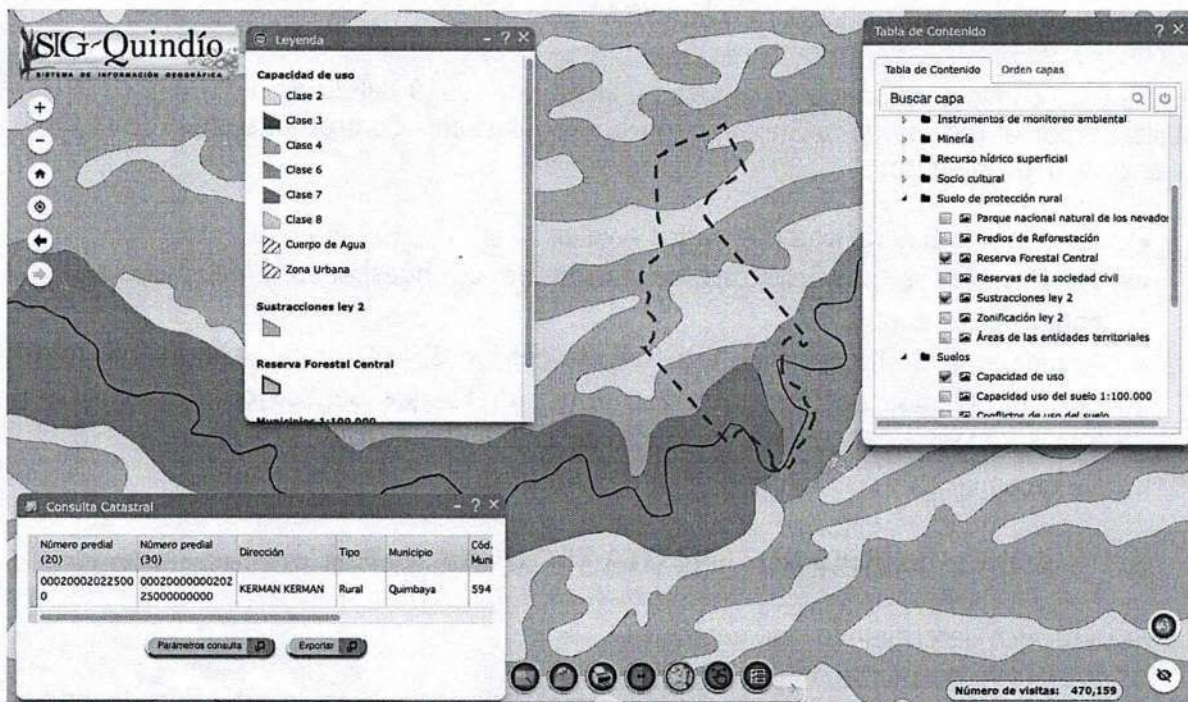 SIG-Quindío
SISTEMA DE INFORMACIÓN GEOGRÁFICA
Leyenda
Capacidad de uso
Clase 2
Clase 3
Clase 4
Clase 6
Clase 7
Clase 8
Cuerpo de Agua
Zona Urbana
Sustracciones ley 2
Reserva Forestal Central
Municipios 1:100.000
Tabla de Contenido
Tabla de Contenido Orden capas
Buscar capa
Instrumentos de monitoreo ambiental
Minería
Recurso hídrico superficial
Socio cultural
Suelo de protección rural
Parque nacional natural de los nevados
Predios de Reforestación
Reserva Forestal Central
Reservas de la sociedad civil
Sustracciones ley 2
Zonificación ley 2
Áreas de las entidades territoriales
Suelos
Capacidad de uso
Capacidad uso del suelo 1:100.000
Conflictos de uso del suelo
Consulta Catastral
Número predial (20)
Número predial (30)
Dirección
Tipo
Municipio
Cód. Muni
00020002022500
0
00020000000202
25000000000
KERMAN KERMAN
Rural
Quimbaya
594
Parámetros consulta
Exportar
Número de visitas: 470,159